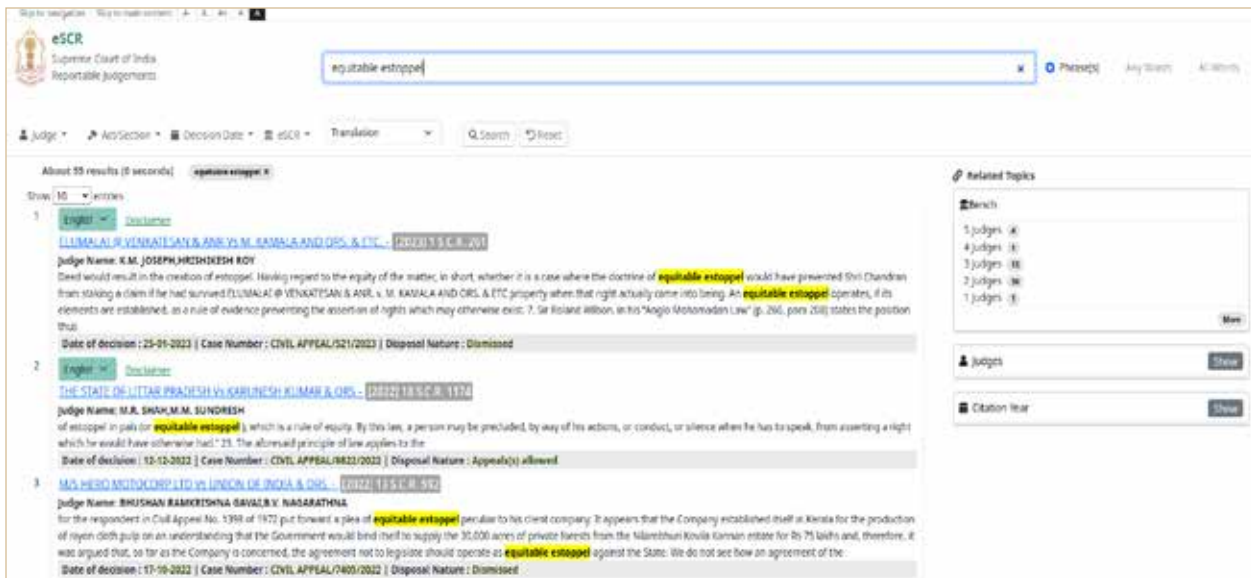 Skip to navigation Skip to main content A- A A+ A A
eSCR
Supreme Court of India
Reportable Judgements
equitable estoppel
Phrase(s) Any Words All Words
Judge Act/Section Decision Date eSCR Translation Search Reset
About 55 results (0 seconds) equitable estoppel x
Show 10 entries
1 English Disclaimer
ELUMALAI @ VENKATESAN & ANR Vs M. KAMALA AND ORS. & ETC. - [2023] 1 S.C.R. 261
Judge Name: K.M. JOSEPH,HRISHIKESH ROY
Deed would result in the creation of estoppel. Having regard to the equity of the matter, in short, whether it is a case where the doctrine of equitable estoppel would have prevented Shri Chandran
from staking a claim if he had survived ELUMALAI @ VENKATESAN & ANR. v. M. KAMALA AND ORS. & ETC property when that right actually came into being. An equitable estoppel operates, if its
elements are established, as a rule of evidence preventing the assertion of rights which may otherwise exist. 7. Sir Roland Wilson, in his "Anglo Mohamadan Law" (p. 260, para 208) states the position
thus
Date of decision : 25-01-2023 | Case Number : CIVIL APPEAL/521/2023 | Disposal Nature : Dismissed
2 English Disclaimer
THE STATE OF UTTAR PRADESH Vs KARUNESH KUMAR & ORS. - [2022] 18 S.C.R. 1174
Judge Name: M.R. SHAH,M.M. SUNDRESH
of estoppel in pais (or equitable estoppel ), which is a rule of equity. By this law, a person may be precluded, by way of his actions, or conduct, or silence when he has to speak, from asserting a right
which he would have otherwise had." 25. The aforesaid principle of law applies to the
Date of decision : 12-12-2022 | Case Number : CIVIL APPEAL/8822/2022 | Disposal Nature : Appeals(s) allowed
3 M/S HERO MOTOCORP LTD Vs UNION OF INDIA & ORS. - [2022] 13 S.C.R. 592
Judge Name: BHUSHAN RAMKRISHNA GAVAI,B.V. NAGARATHNA
for the respondent in Civil Appeal No. 1398 of 1972 put forward a plea of equitable estoppel peculiar to his client company. It appears that the Company established itself in Kerala for the production
of rayon cloth pulp on an understanding that the Government would bind itself to supply the 30,000 acres of private forests from the Nilambhuri Kovila Kannan estate for Rs 75 lakhs and, therefore, it
was argued that, so far as the Company is concerned, the agreement not to legislate should operate as equitable estoppel against the State. We do not see how an agreement of the
Date of decision : 17-10-2022 | Case Number : CIVIL APPEAL/7405/2022 | Disposal Nature : Dismissed
Related Topics
Bench
5 Judges 4
4 Judges 1
3 Judges
2 Judges
1 Judges 1
More
Judges Show
Citation Year Show